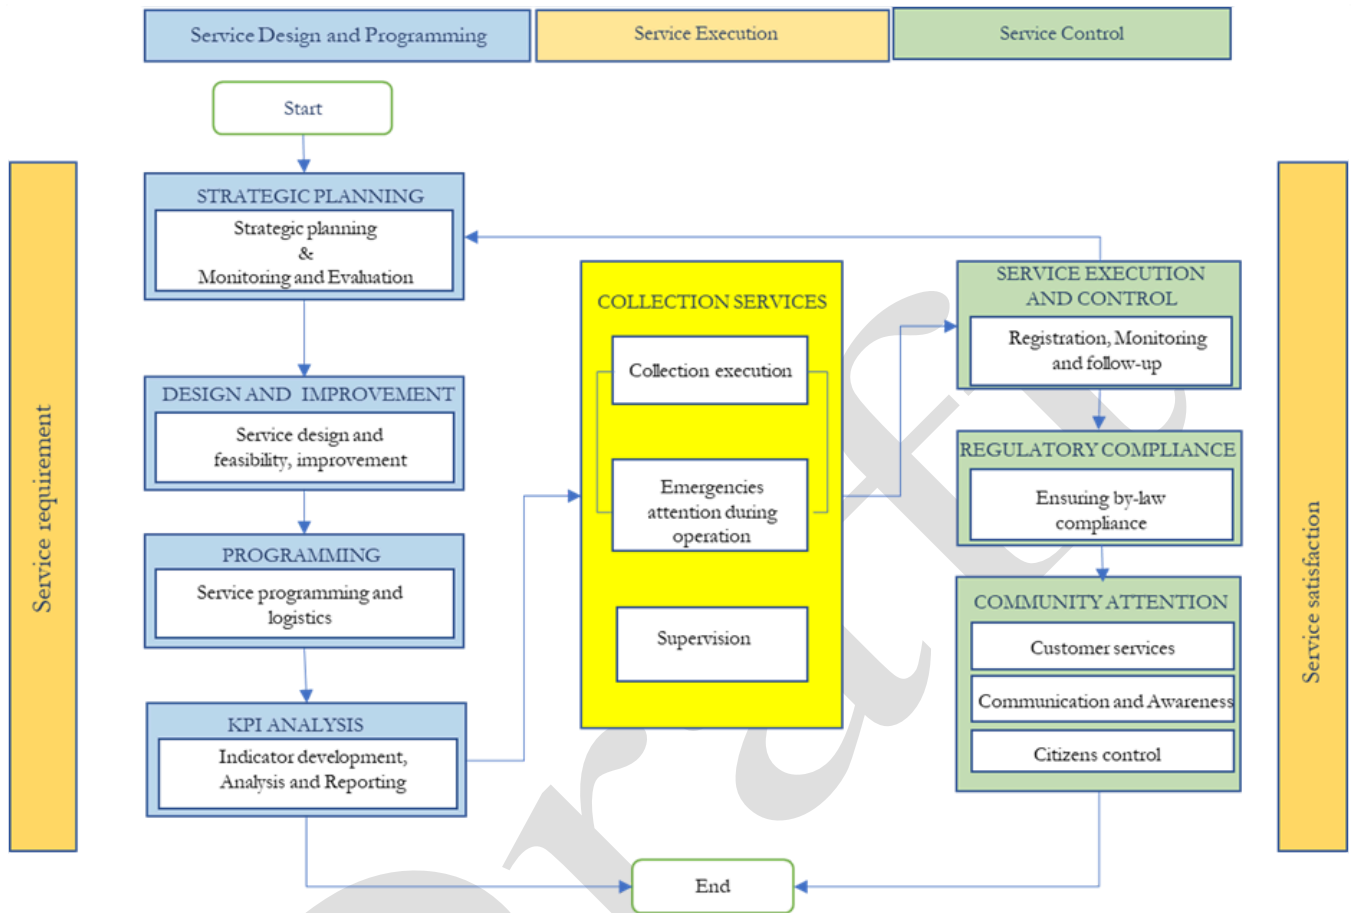 Service Design and Programming
Service Execution
Service Control
Start
Service requirement
STRATEGIC PLANNING
Strategic planning
&
Monitoring and Evaluation
DESIGN AND IMPROVEMENT
Service design and
feasibility, improvement
PROGRAMMING
Service programming and
logistics
KPI ANALYSIS
Indicator development,
Analysis and Reporting
COLLECTION SERVICES
Collection execution
Emergencies
attention during
operation
Supervision
SERVICE EXECUTION
AND CONTROL
Registration, Monitoring
and follow-up
REGULATORY COMPLIANCE
Ensuring by-law
compliance
COMMUNITY ATTENTION
Customer services
Communication and Awareness
Citizens control
Service satisfaction
End
Draft